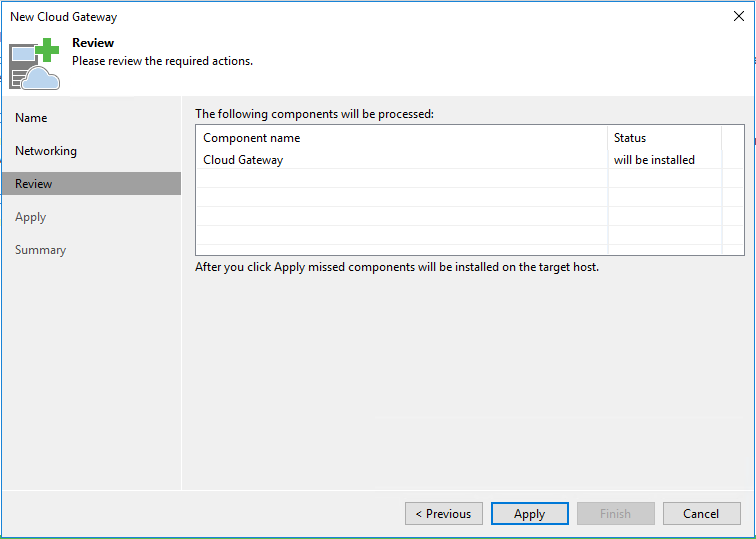 New Cloud Gateway
Review
Please review the required actions.
Name
Networking
Review
Apply
Summary
The following components will be processed:
Component name Status
Cloud Gateway will be installed
After you click Apply missed components will be installed on the target host.
< Previous Apply Finish Cancel